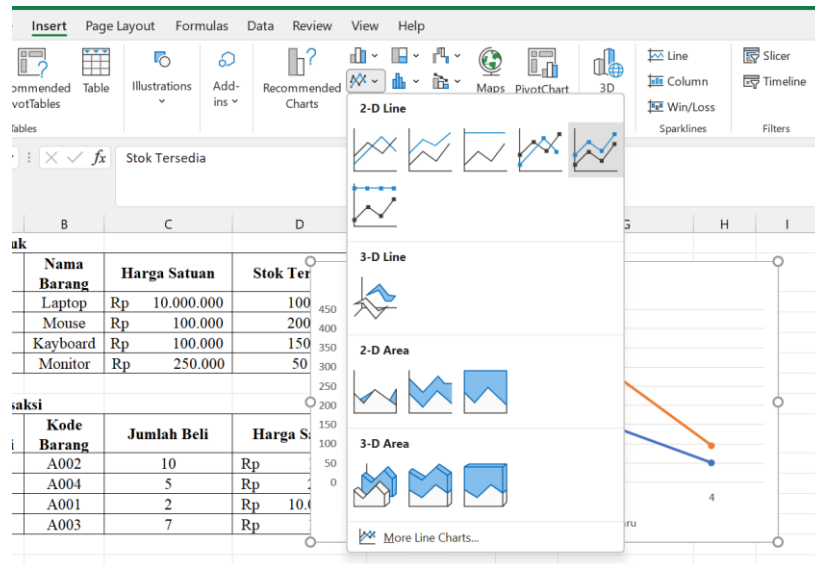 Insert Page Layout Formulas Data Review View Help
ommended Table Illustrations Add- Recommended Maps PivotChart 3D
votTables ins Charts
Line
Column
Win/Loss
Slicer
Timeline
ables Sparklines Filters
fx Stok Tersedia
2-D Line
3-D Line
2-D Area
3-D Area
More Line Charts...
B C D G H I
uk
Nama Barang Harga Satuan Stok Ter
Laptop Rp 10.000.000 100
Mouse Rp 100.000 200
Kayboard Rp 100.000 150
Monitor Rp 250.000 50
saksi
Kode Barang Jumlah Beli Harga Sa
A002 10 Rp
A004 5 Rp
A001 2 Rp 10.0
A003 7 Rp
450
400
350
300
250
200
150
100
50
0
4
ru